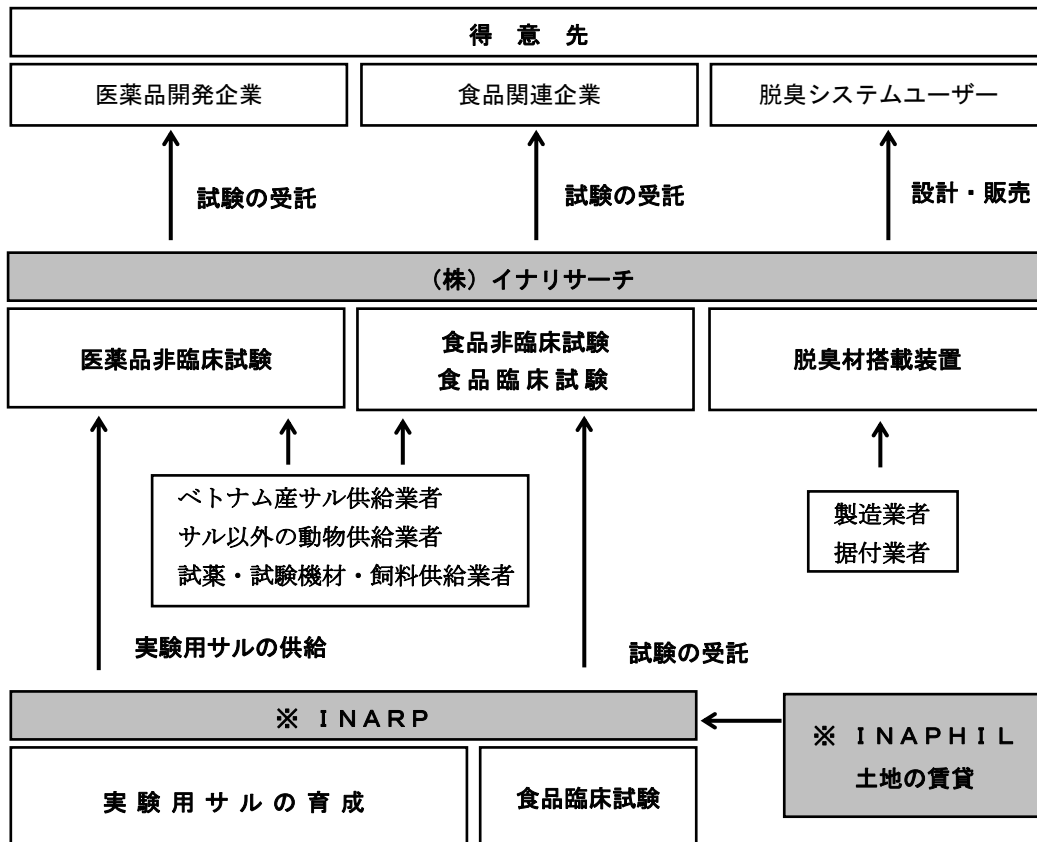 得 意 先
医薬品開発企業
食品関連企業
脱臭システムユーザー
試験の受託
試験の受託
設計・販売
（株）イナリサーチ
医薬品非臨床試験
食品非臨床試験
食品臨床試験
脱臭材搭載装置
ベトナム産サル供給業者
サル以外の動物供給業者
試薬・試験機材・飼料供給業者
製造業者
据付業者
実験用サルの供給
試験の受託
※ ＩＮＡＲＰ
※ ＩＮＡＰＨＩＬ
土地の賃貸
実験用サルの育成
食品臨床試験